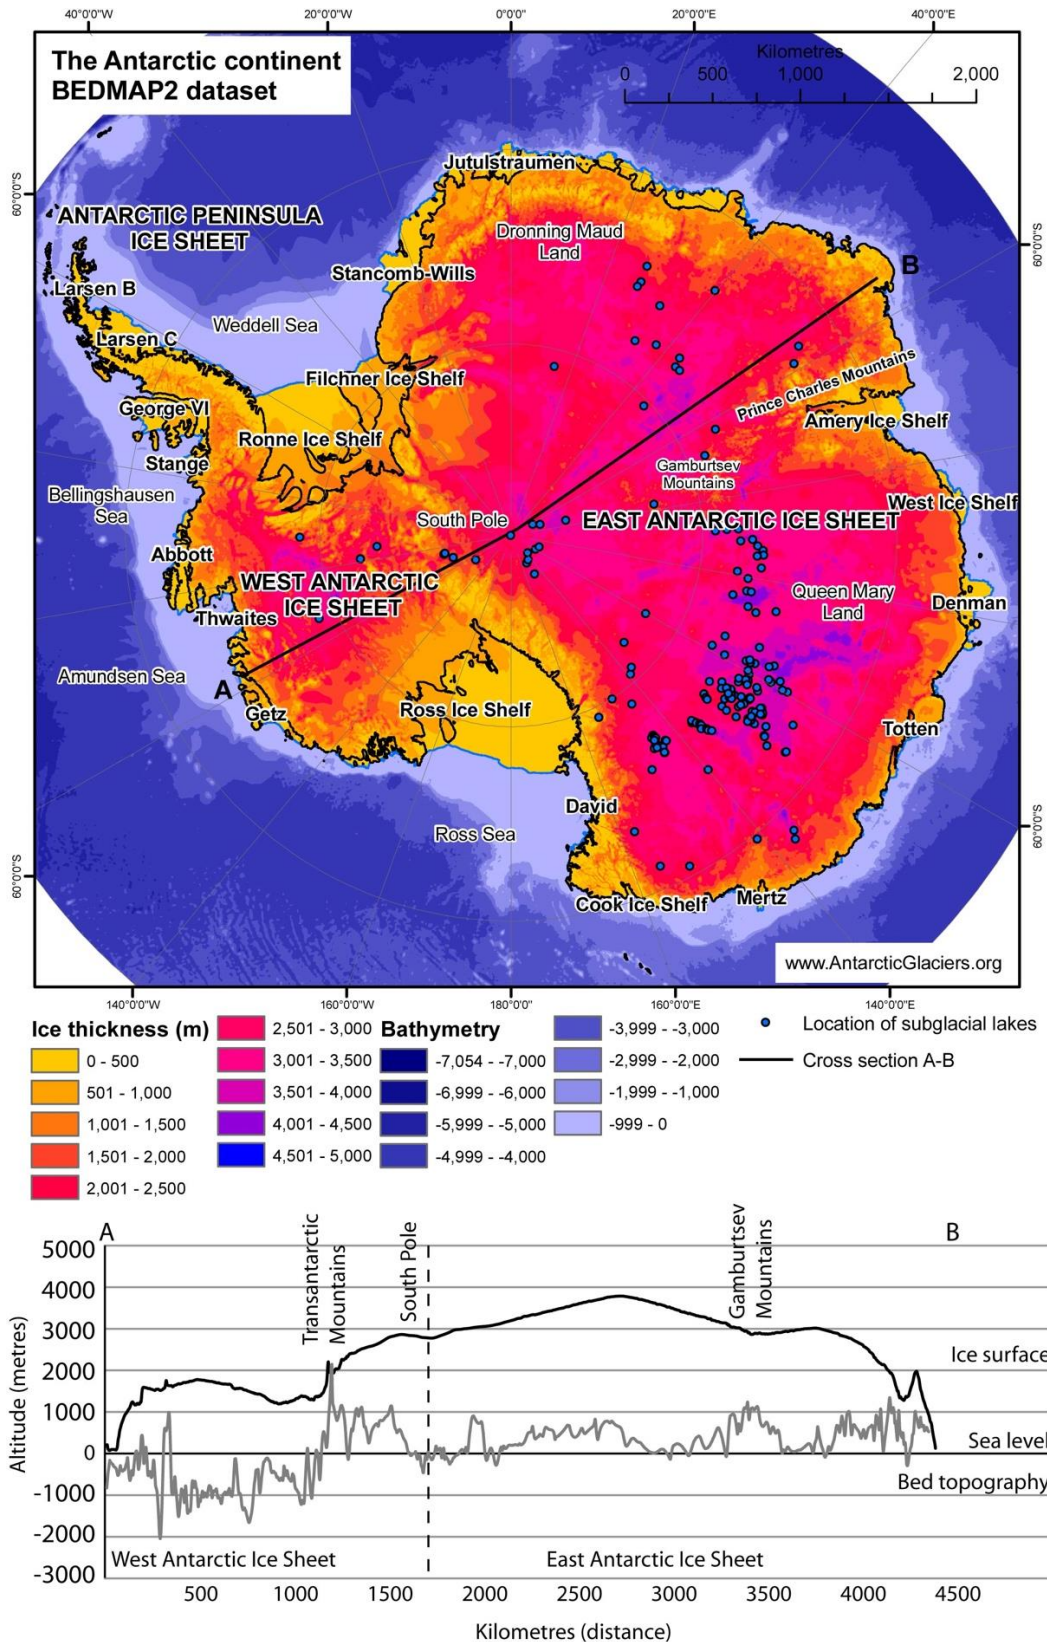 40°0'0"W
20°0'0"W
0°0'0"
20°0'0"E
40°0'0"E
The Antarctic continent
BEDMAP2 dataset
Kilometres
0
500
1,000
2,000
60°0'0"S
60°0'0"S
Jutulstraumen
ANTARCTIC PENINSULA
ICE SHEET
Dronning Maud
Land
B
Stancomb-Wills
Larsen B
Weddell Sea
Larsen C
Filchner Ice Shelf
Prince Charles Mountains
George VI
Amery Ice Shelf
Ronne Ice Shelf
Stange
Gamburtsev
Mountains
Bellingshausen
Sea
West Ice Shelf
South Pole
EAST ANTARCTIC ICE SHEET
Abbott
WEST ANTARCTIC
ICE SHEET
Queen Mary
Land
Denman
Thwaites
Amundsen Sea
A
Getz
Ross Ice Shelf
Totten
David
Ross Sea
60°0'0"S
60°0'0"S
Cook Ice Shelf
Mertz
www.AntarcticGlaciers.org
140°0'0"W
160°0'0"W
180°0'0"
160°0'0"E
140°0'0"E
Ice thickness (m)
0 - 500
501 - 1,000
1,001 - 1,500
1,501 - 2,000
2,001 - 2,500
2,501 - 3,000
3,001 - 3,500
3,501 - 4,000
4,001 - 4,500
4,501 - 5,000
Bathymetry
-7,054 - -7,000
-6,999 - -6,000
-5,999 - -5,000
-4,999 - -4,000
-3,999 - -3,000
-2,999 - -2,000
-1,999 - -1,000
-999 - 0
Location of subglacial lakes
Cross section A-B
A
B
Transantarctic
Mountains
South Pole
Gamburtsev
Mountains
Altitude (metres)
5000
4000
3000
2000
1000
0
-1000
-2000
-3000
Ice surface
Sea level
Bed topography
West Antarctic Ice Sheet
East Antarctic Ice Sheet
500
1000
1500
2000
2500
3000
3500
4000
4500
Kilometres (distance)